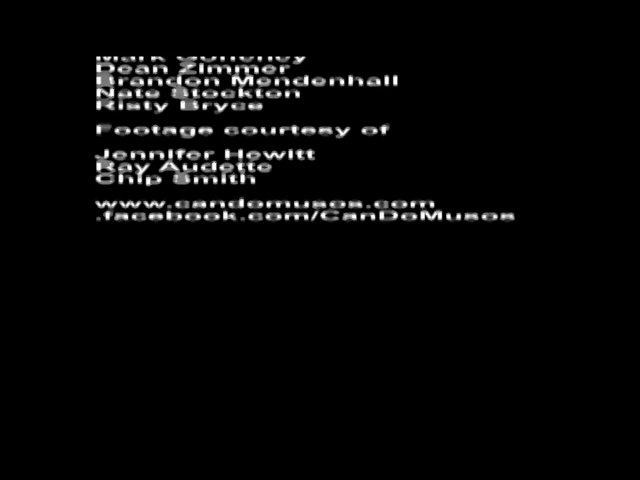 Mark
Dean Zimmer
Brandon Mendenhall
Nate Stockton
Risty Bryce
Footage courtesy of
Jennifer Hewitt
Ray Audette
Chip Smith
www.candomusos.com
.facebook.com/CanDoMusos